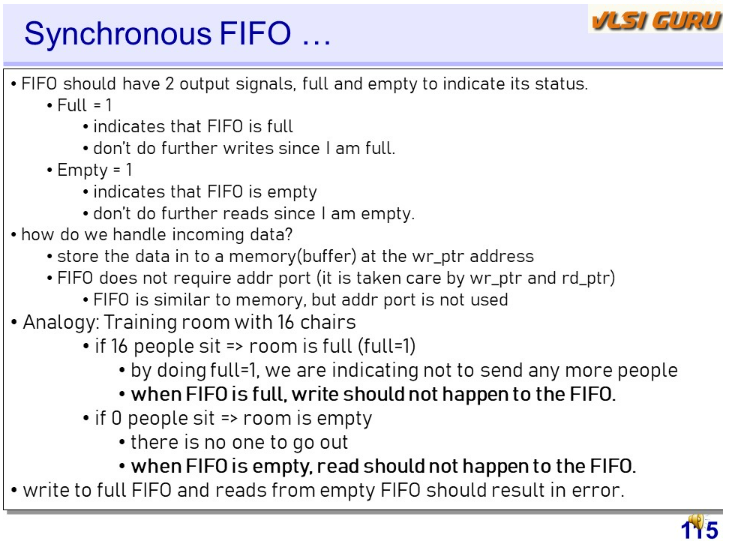 Synchronous FIFO …
VLSI GURU
• FIFO should have 2 output signals, full and empty to indicate its status.
• Full = 1
• indicates that FIFO is full
• don't do further writes since I am full.
• Empty = 1
• indicates that FIFO is empty
• don't do further reads since I am empty.
• how do we handle incoming data?
• store the data in to a memory(buffer) at the wr_ptr address
• FIFO does not require addr port (it is taken care by wr_ptr and rd_ptr)
• FIFO is similar to memory, but addr port is not used
• Analogy: Training room with 16 chairs
• if 16 people sit => room is full (full=1)
• by doing full=1, we are indicating not to send any more people
• when FIFO is full, write should not happen to the FIFO.
• if 0 people sit => room is empty
• there is no one to go out
• when FIFO is empty, read should not happen to the FIFO.
• write to full FIFO and reads from empty FIFO should result in error.
115